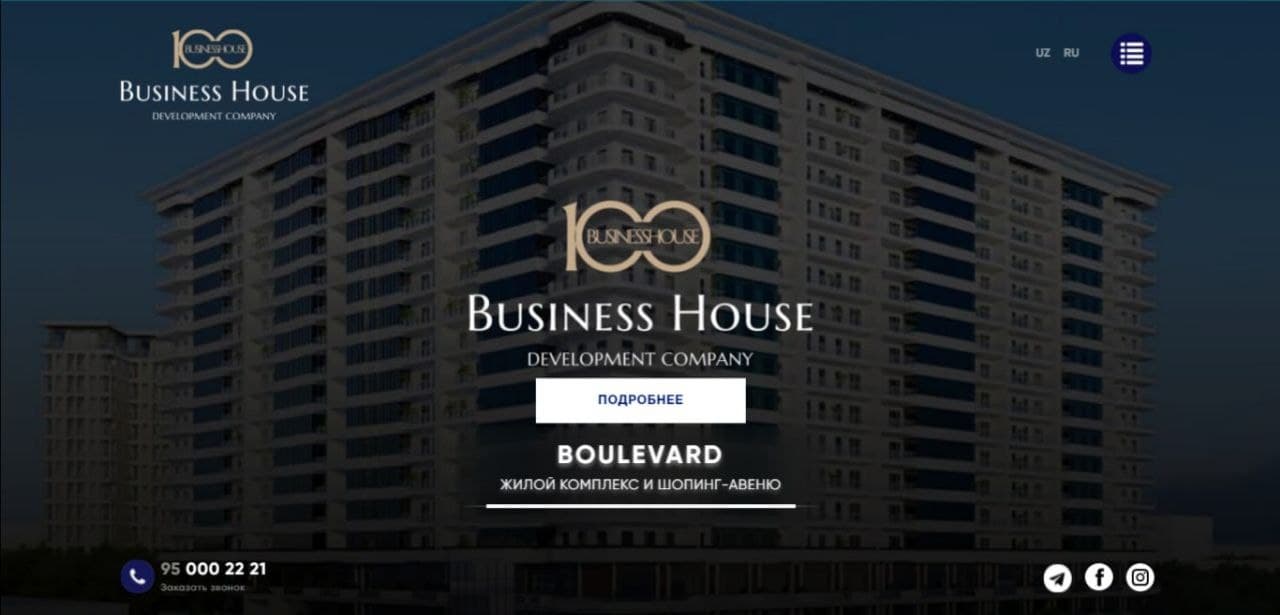 BUSINESSHOUSE
BUSINESS HOUSE
DEVELOPMENT COMPANY
UZ RU
100
BUSINESSHOUSE
BUSINESS HOUSE
DEVELOPMENT COMPANY
ПОДРОБНЕЕ
BOULEVARD
ЖИЛОЙ КОМПЛЕКС И ШОПИНГ-АВЕНЮ
95 000 22 21
Заказать звонок